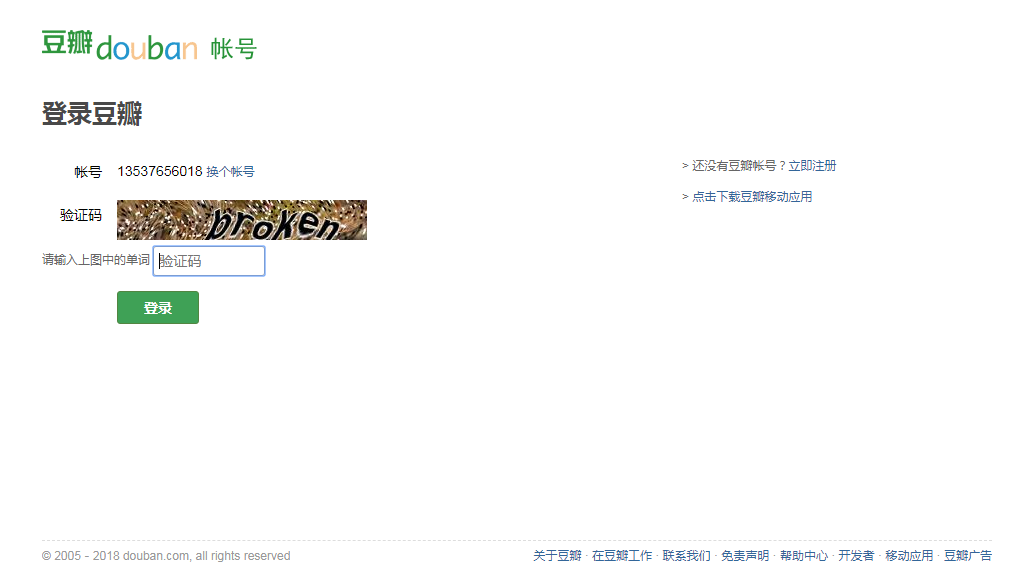 豆瓣douban 帐号
登录豆瓣
帐号 13537656018 换个帐号
> 还没有豆瓣帐号？立即注册
> 点击下载豆瓣移动应用
验证码 broken
请输入上图中的单词 验证码
登录
© 2005 - 2018 douban.com, all rights reserved 关于豆瓣 · 在豆瓣工作 · 联系我们 · 免责声明 · 帮助中心 · 开发者 · 移动应用 · 豆瓣广告